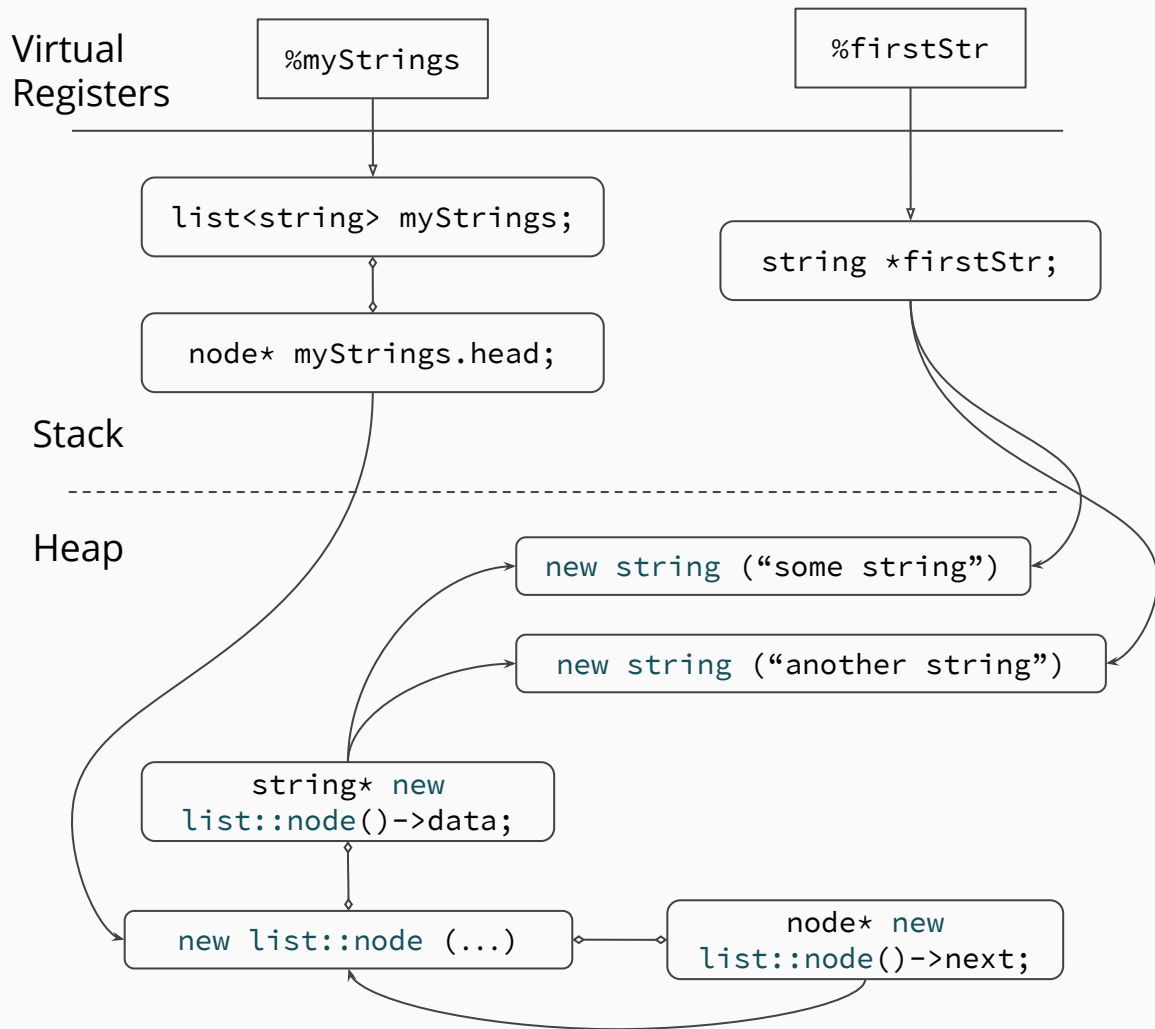 Virtual
Registers
%myStrings
%firstStr
list<string> myStrings;
string *firstStr;
node* myStrings.head;
Stack
Heap
new string (“some string”)
new string (“another string”)
string* new
list::node()->data;
new list::node (...)
node* new
list::node()->next;